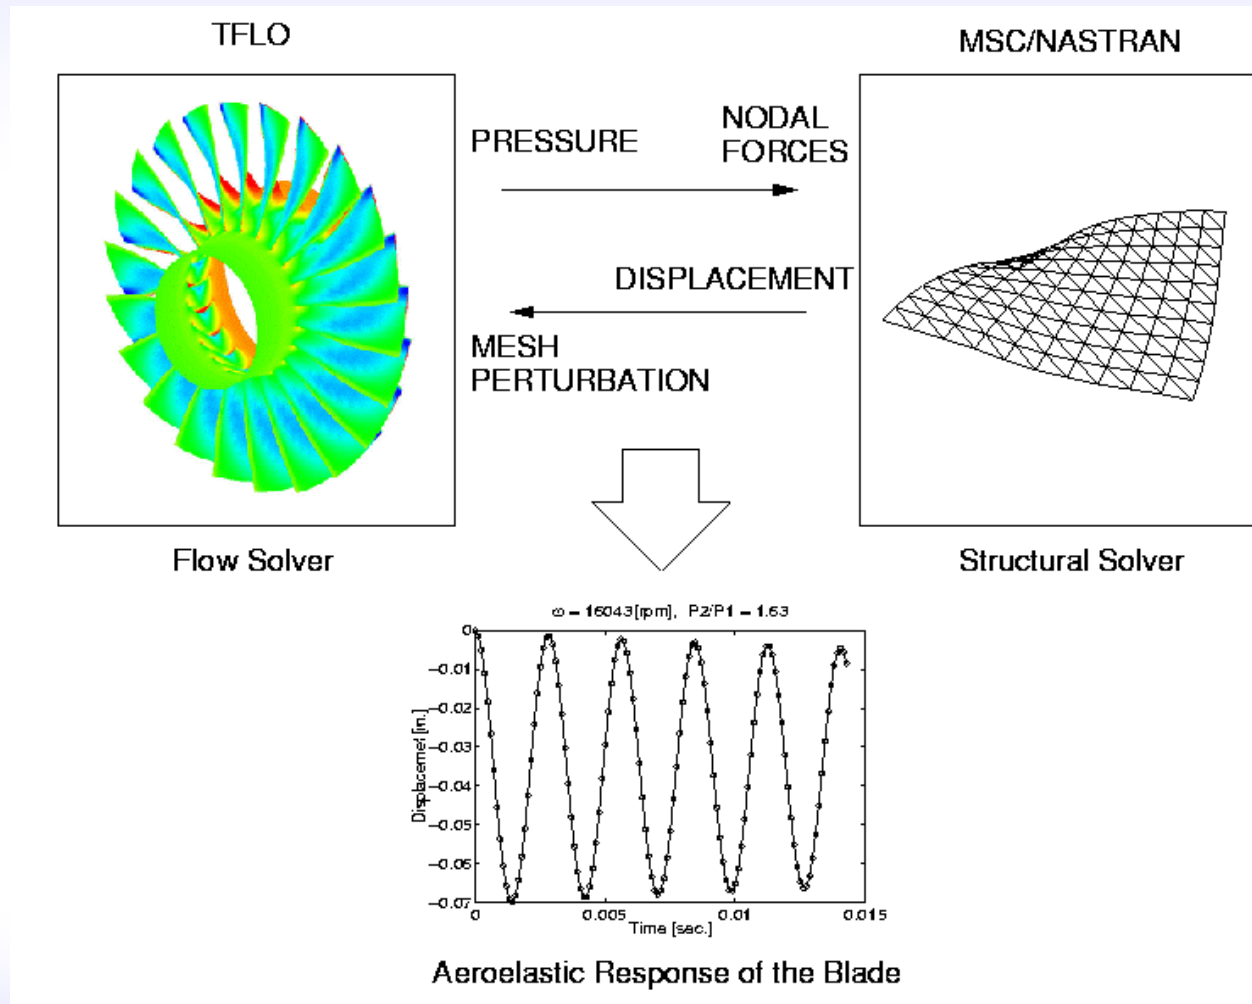 TFLO
MSC/NASTRAN
PRESSURE
NODAL
FORCES
DISPLACEMENT
MESH
PERTURBATION
Flow Solver
Structural Solver
ω = 16043[rpm], P2/P1 = 1.63
0
−0.01
−0.02
−0.03
−0.04
−0.05
−0.06
−0.07
Displacemet [in.]
0
0.005
0.01
0.015
Time [sec.]
Aeroelastic Response of the Blade